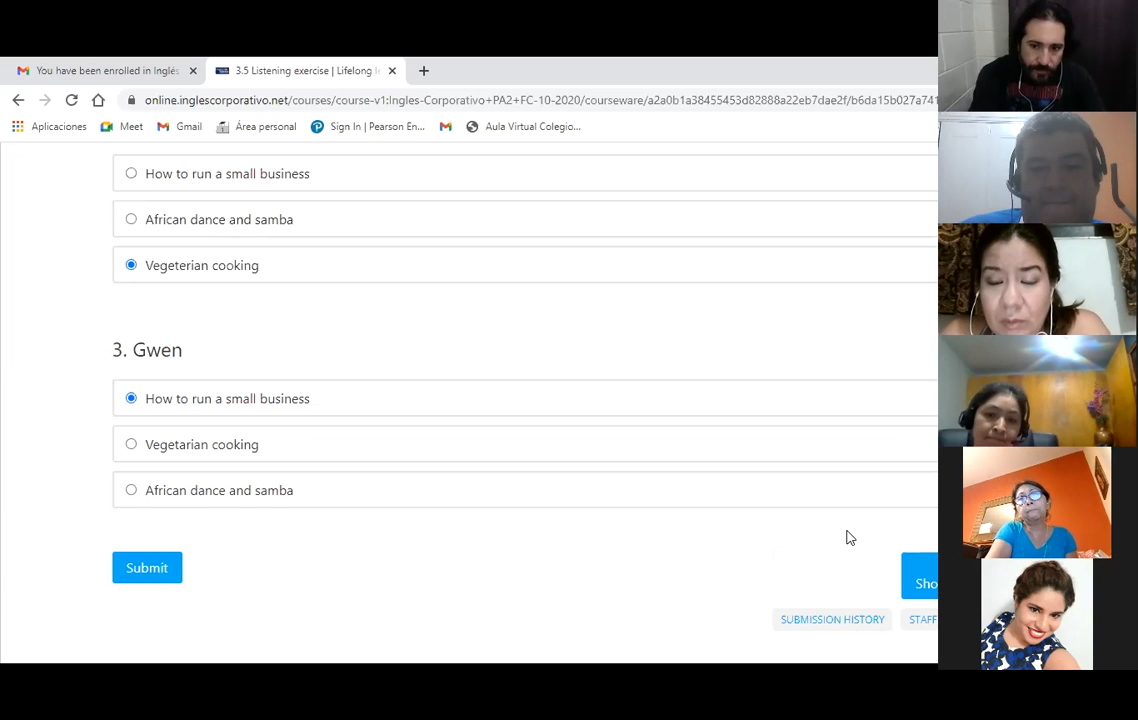 You have been enrolled in Inglés
3.5 Listening exercise | Lifelong l
online.inglescorporativo.net/courses/course-v1:Ingles-Corporativo+PA2+FC-10-2020/courseware/a2a0b1a38455453d82888a22eb7dae2f/b6da15b027a741
Aplicaciones Meet Gmail Área personal Sign In | Pearson En... Aula Virtual Colegio...
How to run a small business
African dance and samba
Vegeterian cooking
3. Gwen
How to run a small business
Vegetarian cooking
African dance and samba
Submit
Sho
SUBMISSION HISTORY STAFF